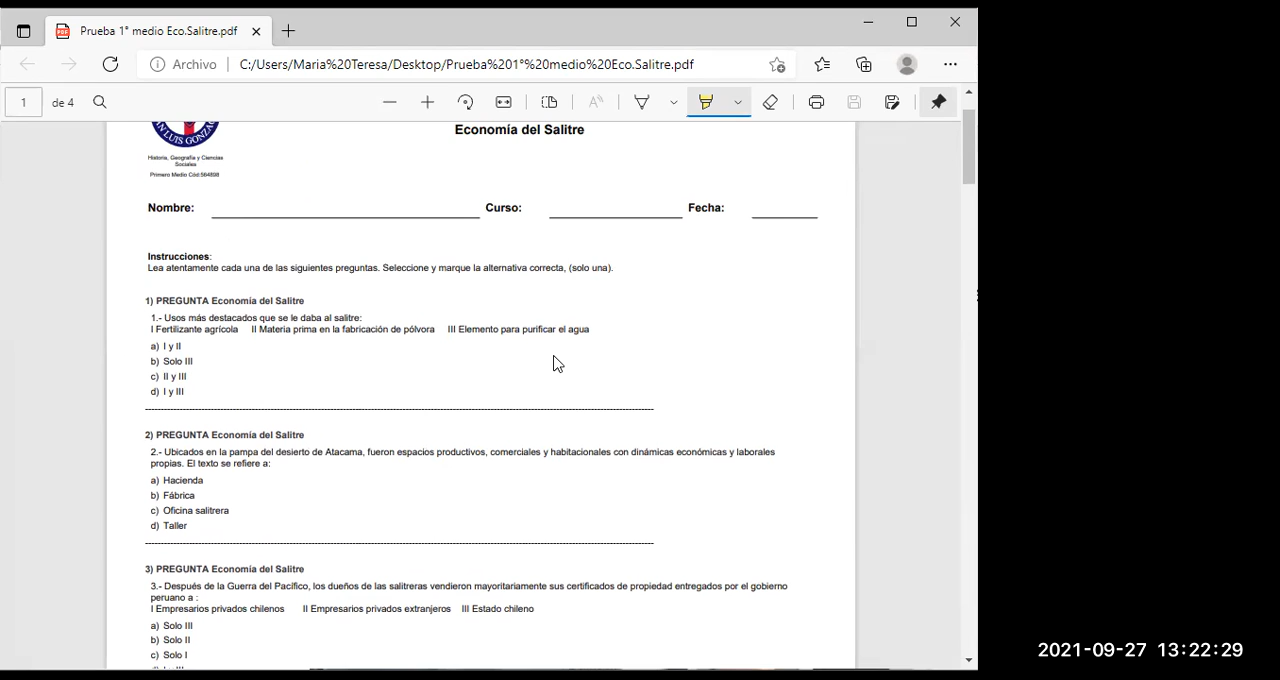 Prueba 1° medio Eco.Salitre.pdf
Archivo
C:/Users/Maria%20Teresa/Desktop/Prueba%201°%20medio%20Eco.Salitre.pdf
1 de 4
Economía del Salitre
AN LUIS GONZAG
Historia, Geografía y Ciencias
Sociales
Primero Medio Cód:564898
Nombre: Curso: Fecha:
Instrucciones:
Lea atentamente cada una de las siguientes preguntas. Seleccione y marque la alternativa correcta, (solo una).
1) PREGUNTA Economía del Salitre
1.- Usos más destacados que se le daba al salitre:
I Fertilizante agrícola II Materia prima en la fabricación de pólvora III Elemento para purificar el agua
a) I y II
b) Solo III
c) II y III
d) I y III
2) PREGUNTA Economía del Salitre
2.- Ubicados en la pampa del desierto de Atacama, fueron espacios productivos, comerciales y habitacionales con dinámicas económicas y laborales
propias. El texto se refiere a:
a) Hacienda
b) Fábrica
c) Oficina salitrera
d) Taller
3) PREGUNTA Economía del Salitre
3.- Después de la Guerra del Pacífico, los dueños de las salitreras vendieron mayoritariamente sus certificados de propiedad entregados por el gobierno
peruano a :
I Empresarios privados chilenos II Empresarios privados extranjeros III Estado chileno
a) Solo III
b) Solo II
c) Solo I
2021-09-27 13:22:29